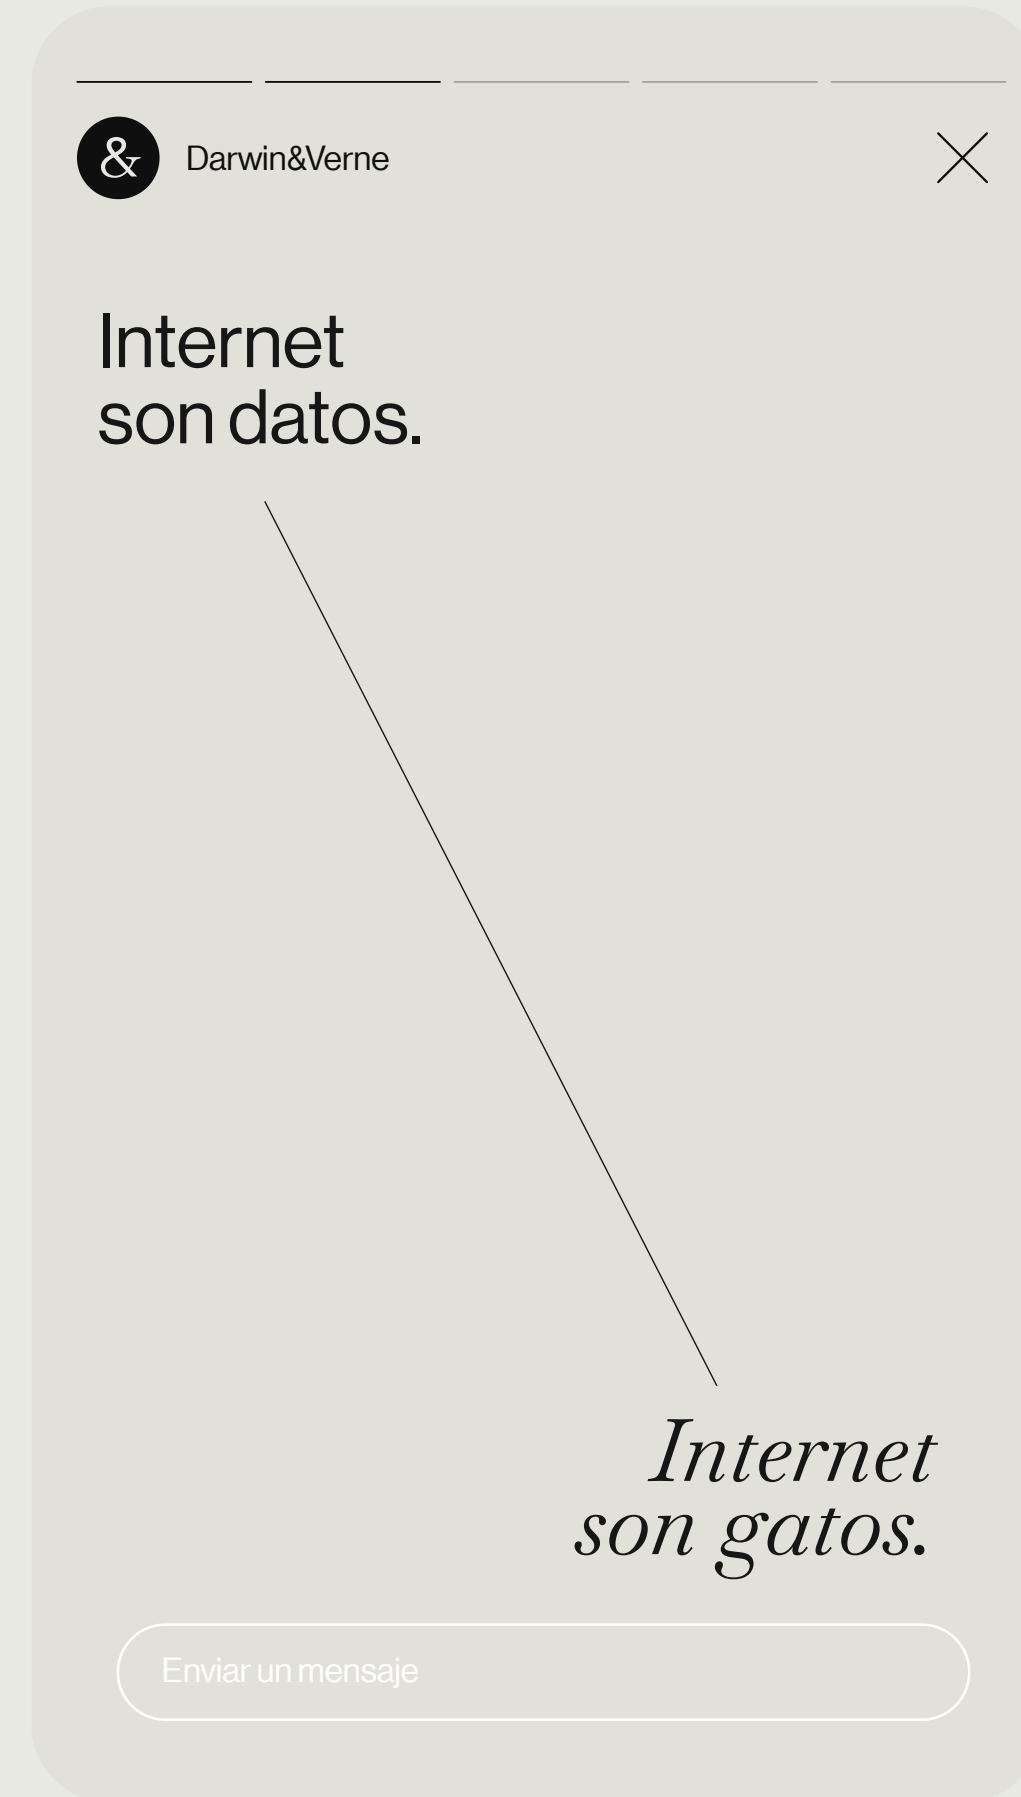 &
Darwin&Verne
Internet
son datos.
Internet
son gatos.
Enviar un mensaje